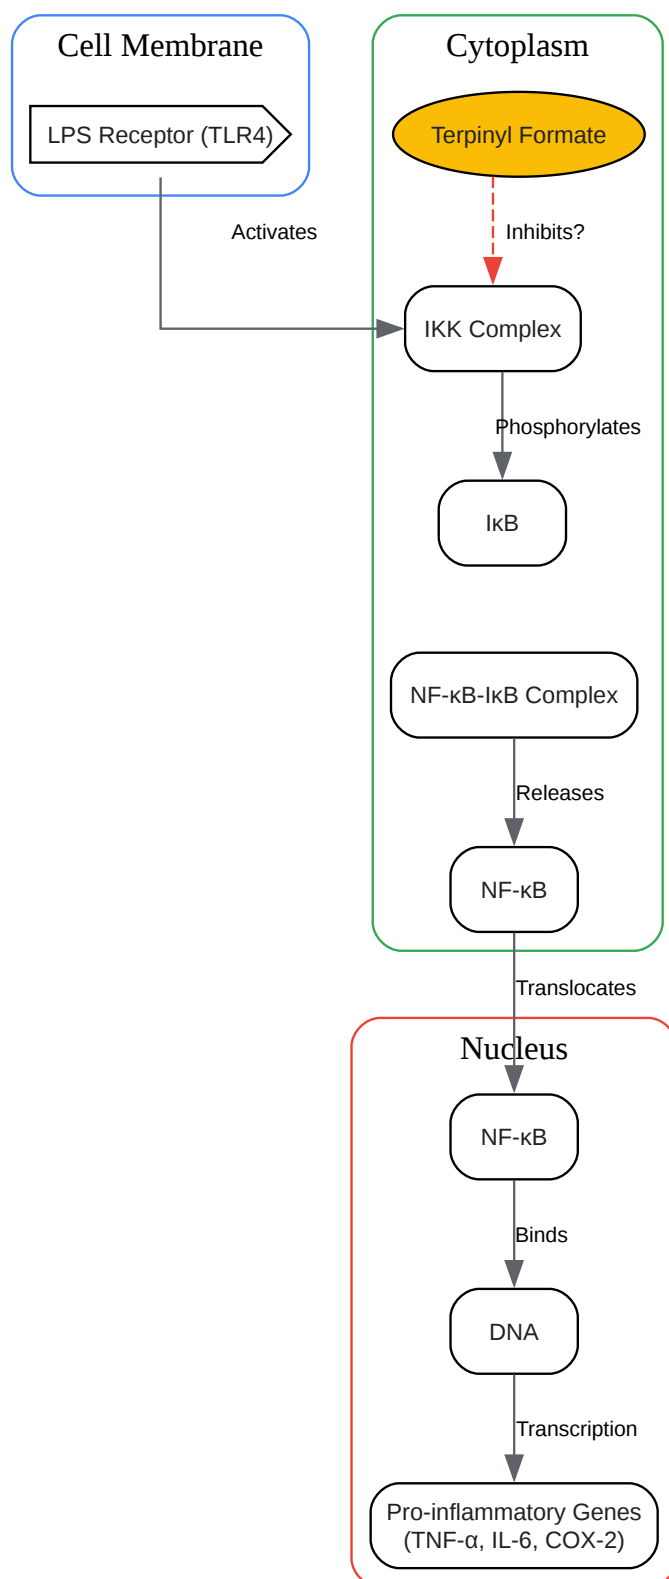 Cell Membrane
Cytoplasm
LPS Receptor (TLR4)
Terpinyl Formate
Activates
Inhibits?
IKK Complex
Phosphorylates
IκB
NF-κB-IκB Complex
Releases
NF-κB
Translocates
Nucleus
NF-κB
Binds
DNA
Transcription
Pro-inflammatory Genes
(TNF-α, IL-6, COX-2)